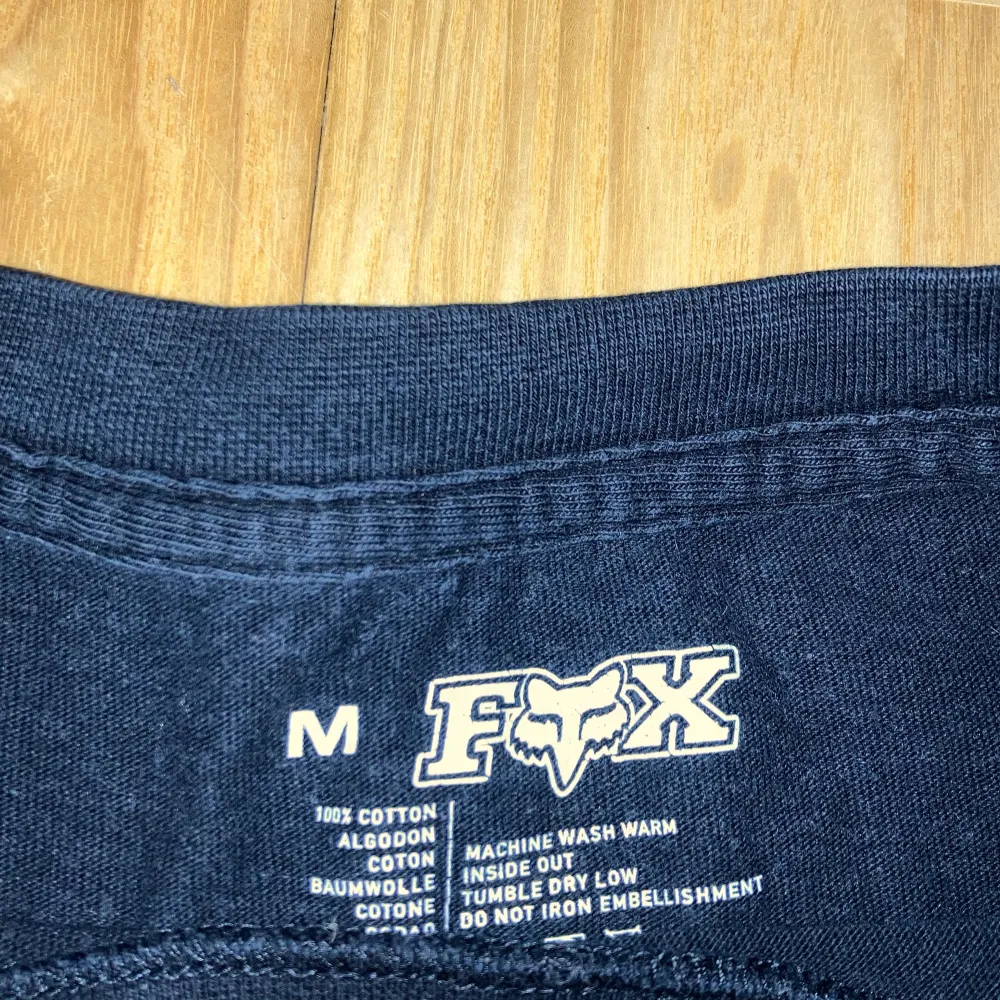 M FOX
100% COTTON
ALGODON
COTON
BAUMWOLLE
COTONE
MACHINE WASH WARM
INSIDE OUT
TUMBLE DRY LOW
DO NOT IRON EMBELLISHMENT